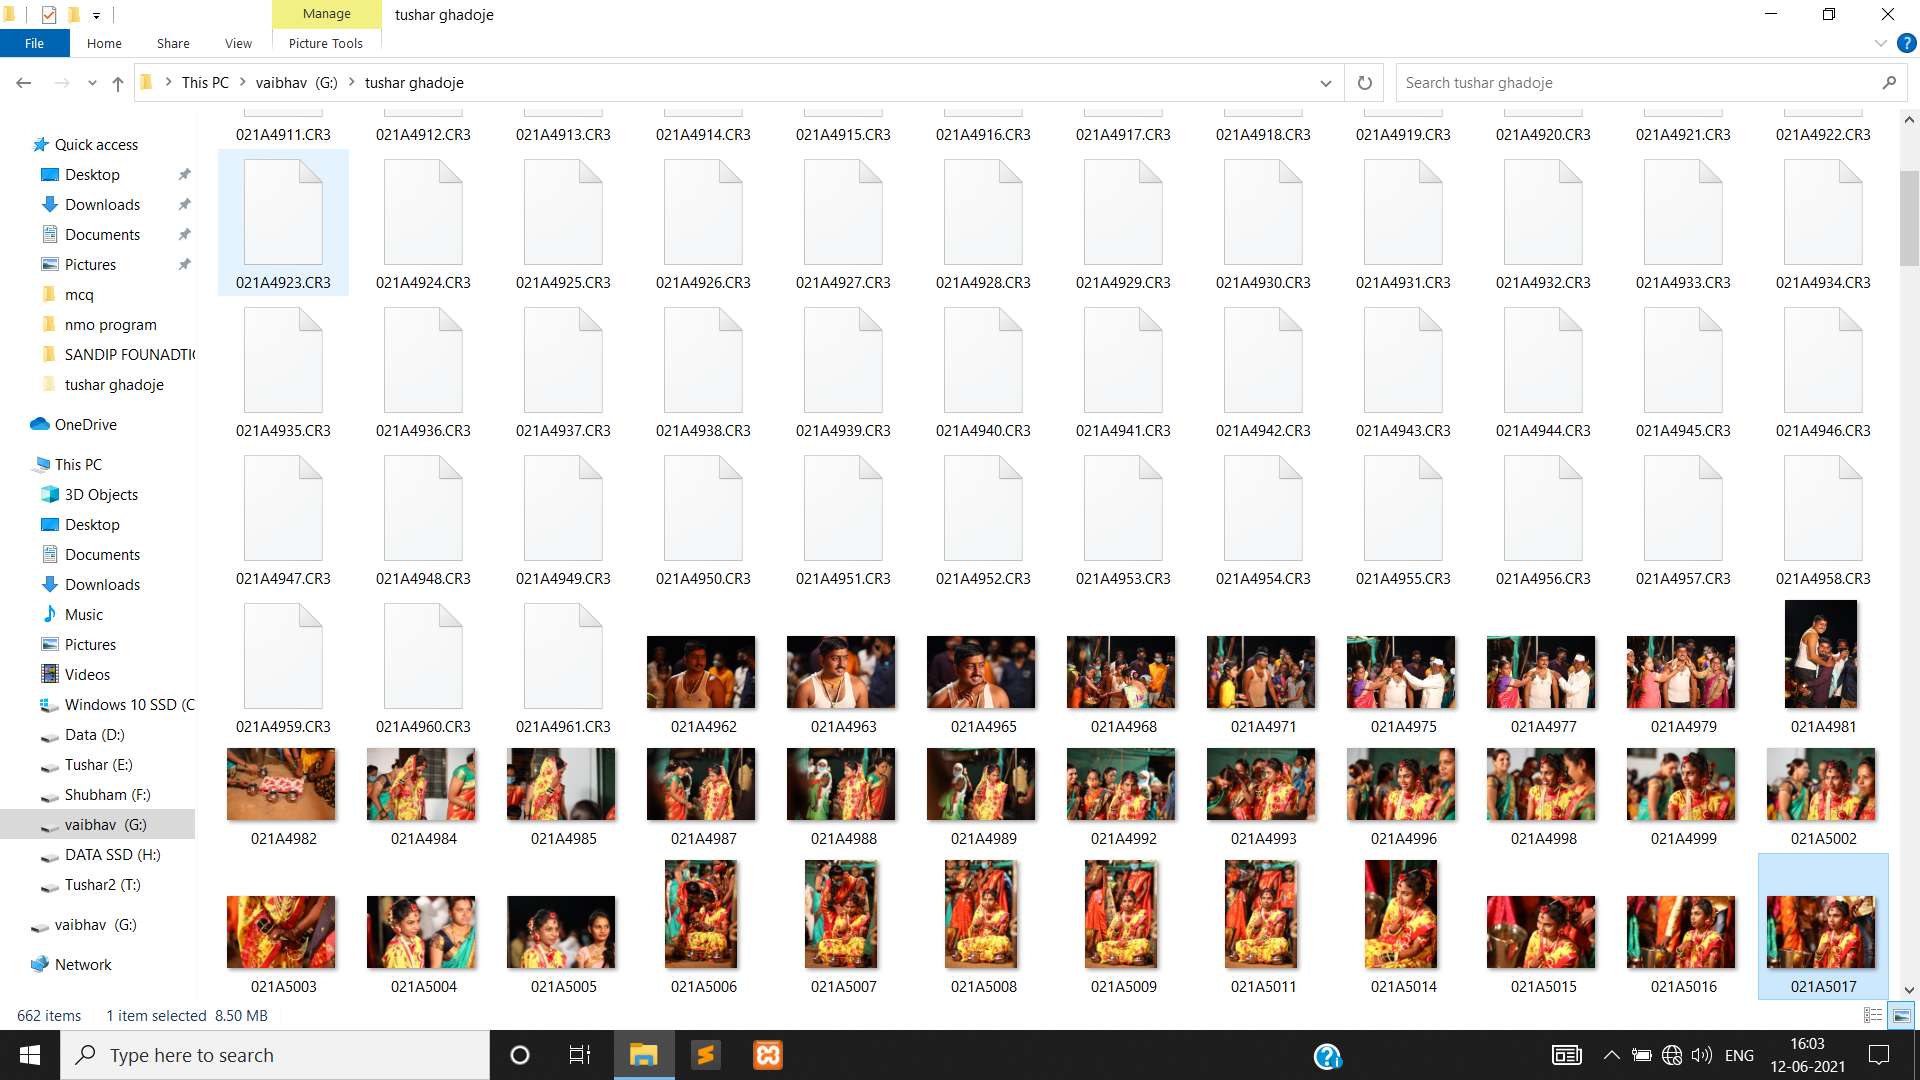 Manage
tushar ghadoje
File
Home
Share
View
Picture Tools
This PC
vaibhav (G:)
tushar ghadoje
Search tushar ghadoje
Quick access
Desktop
Downloads
Documents
Pictures
mcq
nmo program
SANDIP FOUNADTI
tushar ghadoje
OneDrive
This PC
3D Objects
Desktop
Documents
Downloads
Music
Pictures
Videos
Windows 10 SSD (C
Data (D:)
Tushar (E:)
Shubham (F:)
vaibhav (G:)
DATA SSD (H:)
Tushar2 (T:)
vaibhav (G:)
Network
021A4911.CR3 021A4912.CR3 021A4913.CR3 021A4914.CR3 021A4915.CR3 021A4916.CR3 021A4917.CR3 021A4918.CR3 021A4919.CR3 021A4920.CR3 021A4921.CR3 021A4922.CR3
021A4923.CR3 021A4924.CR3 021A4925.CR3 021A4926.CR3 021A4927.CR3 021A4928.CR3 021A4929.CR3 021A4930.CR3 021A4931.CR3 021A4932.CR3 021A4933.CR3 021A4934.CR3
021A4935.CR3 021A4936.CR3 021A4937.CR3 021A4938.CR3 021A4939.CR3 021A4940.CR3 021A4941.CR3 021A4942.CR3 021A4943.CR3 021A4944.CR3 021A4945.CR3 021A4946.CR3
021A4947.CR3 021A4948.CR3 021A4949.CR3 021A4950.CR3 021A4951.CR3 021A4952.CR3 021A4953.CR3 021A4954.CR3 021A4955.CR3 021A4956.CR3 021A4957.CR3 021A4958.CR3
021A4959.CR3 021A4960.CR3 021A4961.CR3 021A4962 021A4963 021A4965 021A4968 021A4971 021A4975 021A4977 021A4979 021A4981
021A4982 021A4984 021A4985 021A4987 021A4988 021A4989 021A4992 021A4993 021A4996 021A4998 021A4999 021A5002
021A5003 021A5004 021A5005 021A5006 021A5007 021A5008 021A5009 021A5011 021A5014 021A5015 021A5016 021A5017
662 items 1 item selected 8.50 MB
Type here to search
ENG
16:03
12-06-2021